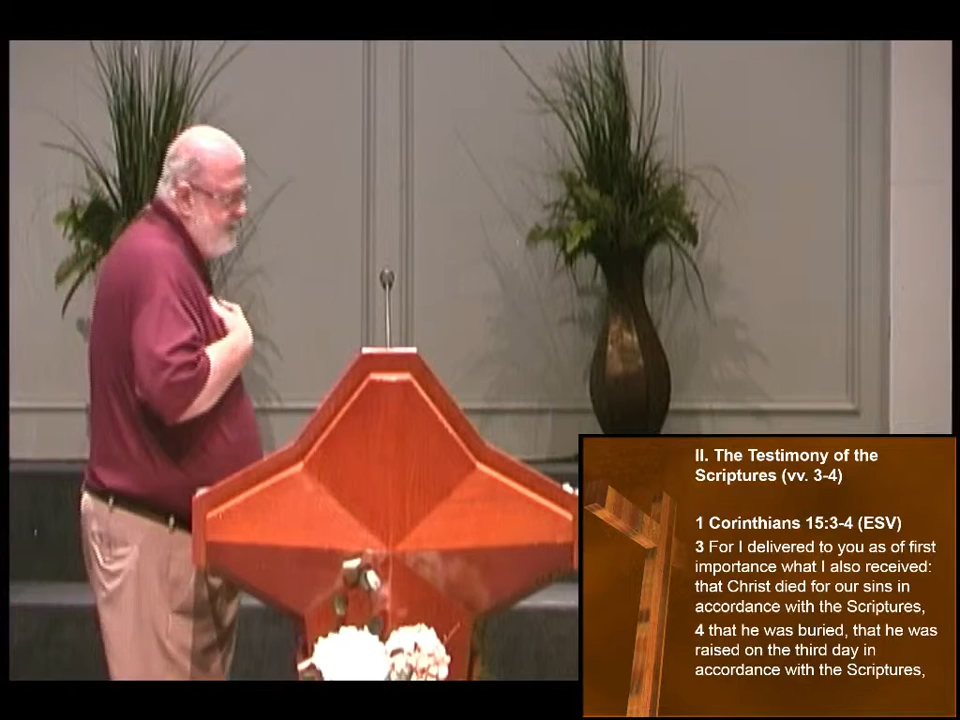 II. The Testimony of the
Scriptures (vv. 3-4)
1 Corinthians 15:3-4 (ESV)
3 For I delivered to you as of first
importance what I also received:
that Christ died for our sins in
accordance with the Scriptures,
4 that he was buried, that he was
raised on the third day in
accordance with the Scriptures,